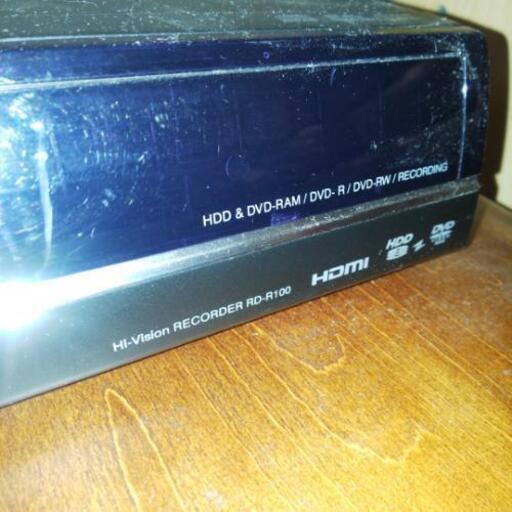 HDD & DVD-RAM / DVD- R / DVD-RW / RECORDING
HDMI HDD DVD
Hi-Vision RECORDER RD-R100